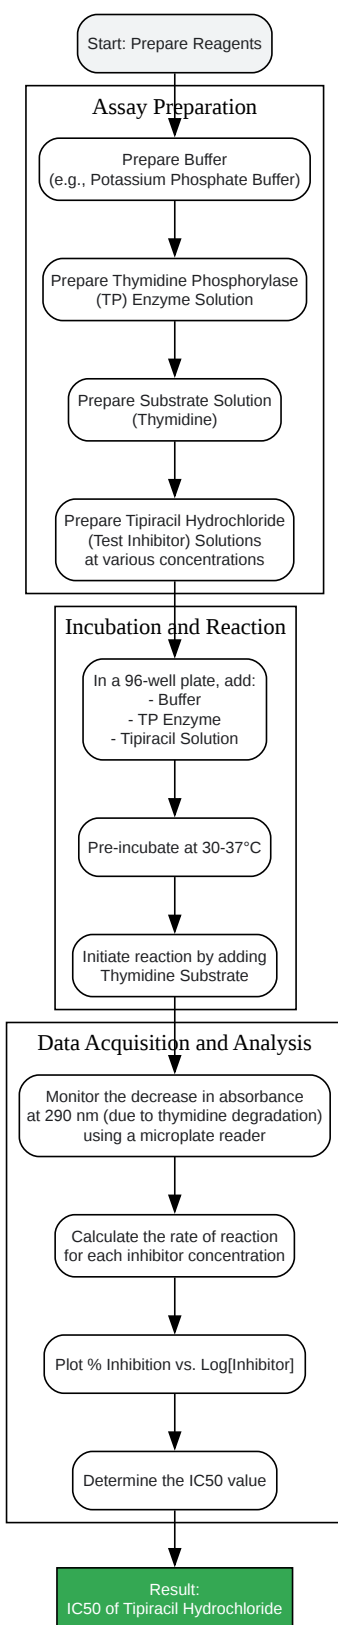 Start: Prepare Reagents
Assay Preparation
Prepare Buffer
(e.g., Potassium Phosphate Buffer)
Prepare Thymidine Phosphorylase
(TP) Enzyme Solution
Prepare Substrate Solution
(Thymidine)
Prepare Tipiracil Hydrochloride
(Test Inhibitor) Solutions
at various concentrations
Incubation and Reaction
In a 96-well plate, add:
- Buffer
- TP Enzyme
- Tipiracil Solution
Pre-incubate at 30-37°C
Initiate reaction by adding
Thymidine Substrate
Data Acquisition and Analysis
Monitor the decrease in absorbance
at 290 nm (due to thymidine degradation)
using a microplate reader
Calculate the rate of reaction
for each inhibitor concentration
Plot % Inhibition vs. Log[Inhibitor]
Determine the IC50 value
Result:
IC50 of Tipiracil Hydrochloride